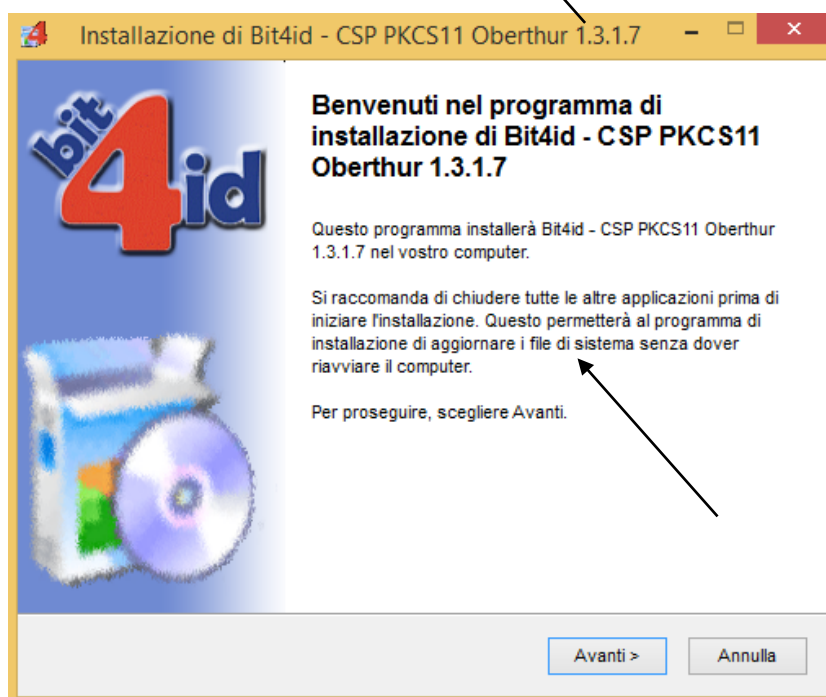 Installazione di Bit4id - CSP PKCS11 Oberthur 1.3.1.7
bit
4id
Benvenuti nel programma di
installazione di Bit4id - CSP PKCS11
Oberthur 1.3.1.7
Questo programma installerà Bit4id - CSP PKCS11 Oberthur
1.3.1.7 nel vostro computer.
Si raccomanda di chiudere tutte le altre applicazioni prima di
iniziare l'installazione. Questo permetterà al programma di
installazione di aggiornare i file di sistema senza dover
riavviare il computer.
Per proseguire, scegliere Avanti.
Avanti >
Annulla